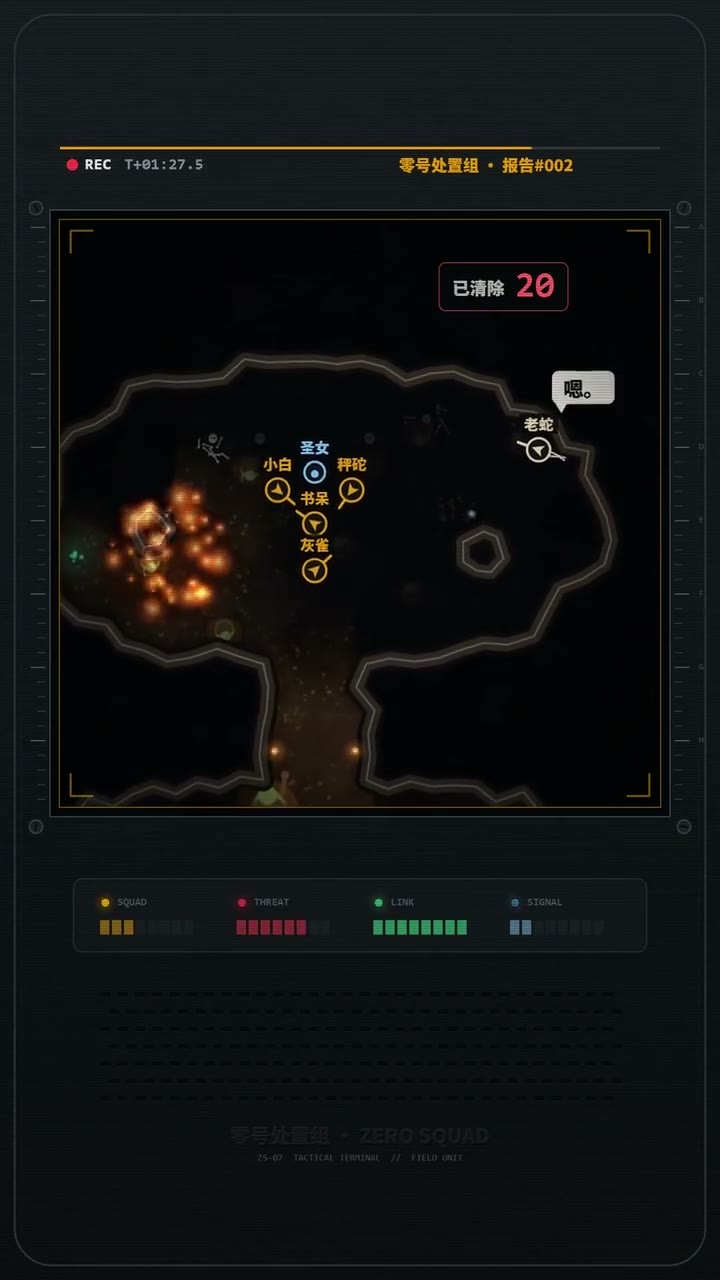 REC T+01:27.5
零号处置组 · 报告#002
已清除 20
嗯。
老蛇
圣女
小白
秤砣
书呆
灰雀
A
B
C
D
E
F
G
H
SQUAD
THREAT
LINK
SIGNAL
零号处置组 · ZERO SQUAD
ZS-07 TACTICAL TERMINAL // FIELD UNIT